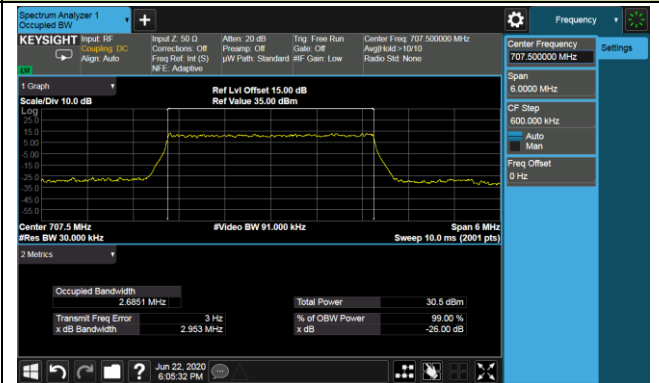 Spectrum Analyzer 1
Occupied BW
+
Frequency
KEYSIGHT
Input: RF
Coupling: DC
Align: Auto
Input Z: 50 Ω
Corrections: Off
Freq Ref: Int (S)
NFE: Adaptive
Atten: 20 dB
Preamp: Off
µW Path: Standard
Trig: Free Run
Gate: Off
#IF Gain: Low
Center Freq: 707.500000 MHz
Avg|Hold:>10/10
Radio Std: None
Center Frequency
707.500000 MHz
Settings
Span
6.0000 MHz
CF Step
600.000 kHz
Auto
Man
Freq Offset
0 Hz
1 Graph
Scale/Div 10.0 dB
Ref Lvl Offset 15.00 dB
Ref Value 35.00 dBm
Log
25.0
15.0
5.00
-5.00
-15.0
-25.0
-35.0
-45.0
-55.0
Center 707.5 MHz
#Res BW 30.000 kHz
#Video BW 91.000 kHz
Span 6 MHz
Sweep 10.0 ms (2001 pts)
2 Metrics
Occupied Bandwidth
2.6851 MHz
Total Power 30.5 dBm
Transmit Freq Error 3 Hz
% of OBW Power 99.00 %
x dB Bandwidth 2.953 MHz
x dB -26.00 dB
?
Jun 22, 2020
6:05:32 PM